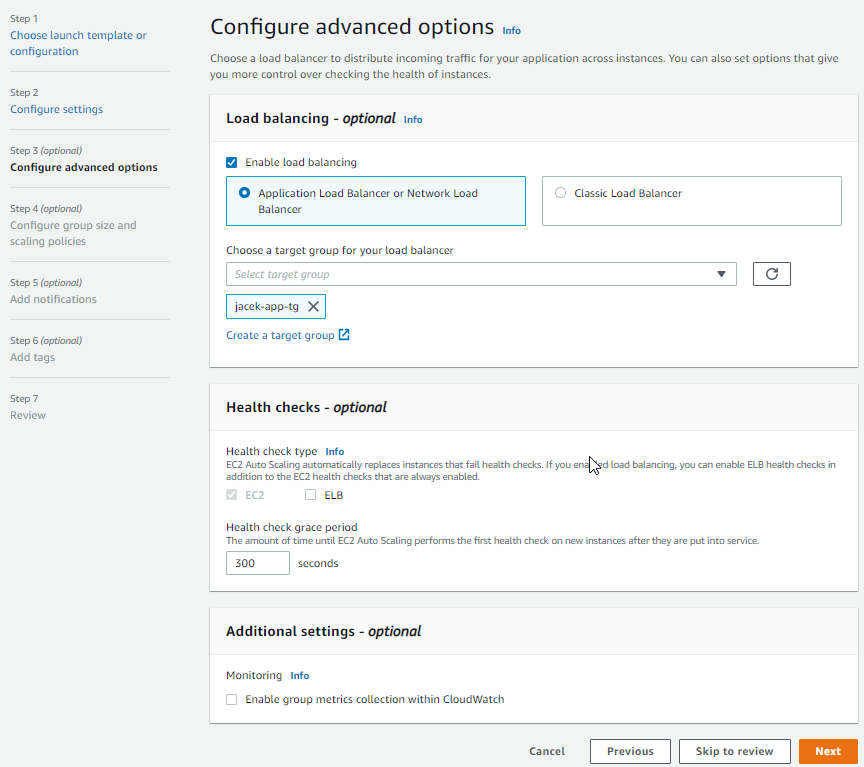 Step 1
Choose launch template or
configuration
Step 2
Configure settings
Step 3 (optional)
Configure advanced options
Step 4 (optional)
Configure group size and
scaling policies
Step 5 (optional)
Add notifications
Step 6 (optional)
Add tags
Step 7
Review
Configure advanced options Info
Choose a load balancer to distribute incoming traffic for your application across instances. You can also set options that give
you more control over checking the health of instances.
Load balancing - optional Info
Enable load balancing
Application Load Balancer or Network Load
Balancer
Classic Load Balancer
Choose a target group for your load balancer
Select target group
jacek-app-tg
Create a target group
Health checks - optional
Health check type Info
EC2 Auto Scaling automatically replaces instances that fail health checks. If you enabled load balancing, you can enable ELB health checks in
addition to the EC2 health checks that are always enabled.
EC2 ELB
Health check grace period
The amount of time until EC2 Auto Scaling performs the first health check on new instances after they are put into service.
300 seconds
Additional settings - optional
Monitoring Info
Enable group metrics collection within CloudWatch
Cancel Previous Skip to review Next